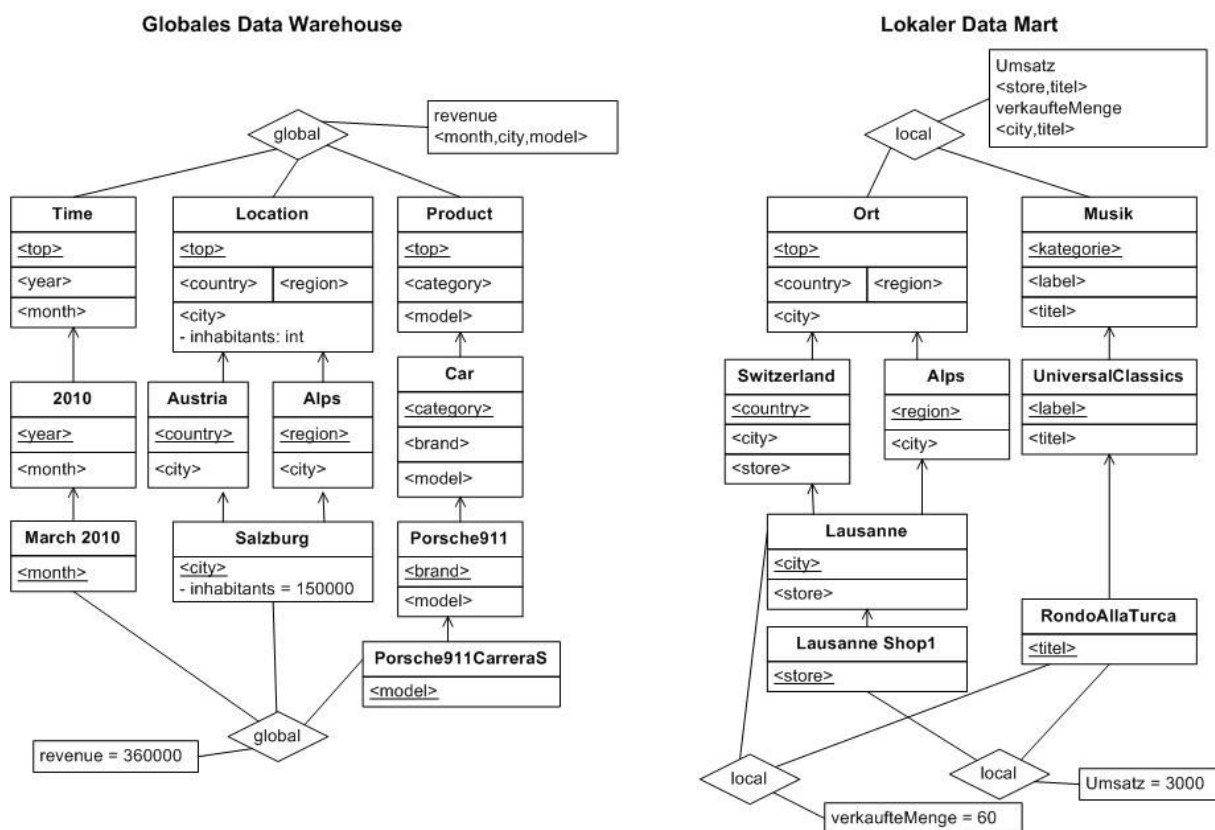 Globales Data Warehouse
global
revenue
<month,city,model>
Time
<top>
<year>
<month>
Location
<top>
<country> <region>
<city>
- inhabitants: int
Product
<top>
<category>
<model>
2010
<year>
<month>
Austria
<country>
<city>
Alps
<region>
<city>
Car
<category>
<brand>
<model>
March 2010
<month>
Salzburg
<city>
- inhabitants = 150000
Porsche911
<brand>
<model>
Porsche911CarreraS
<model>
global
revenue = 360000
Lokaler Data Mart
local
Umsatz
<store,titel>
verkaufteMenge
<city,titel>
Ort
<top>
<country> <region>
<city>
Musik
<kategorie>
<label>
<titel>
Switzerland
<country>
<city>
<store>
Alps
<region>
<city>
UniversalClassics
<label>
<titel>
Lausanne
<city>
<store>
Lausanne Shop1
<store>
RondoAllaTurca
<titel>
local
verkaufteMenge = 60
local
Umsatz = 3000